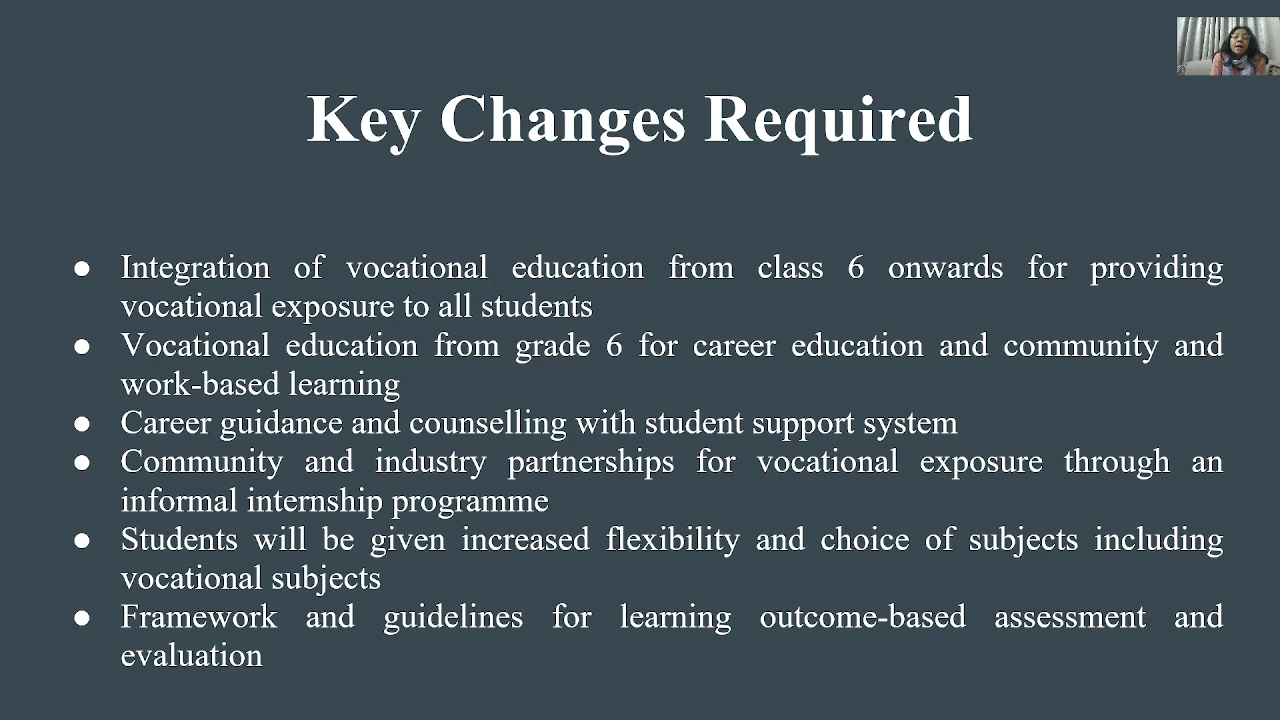 Key Changes Required
● Integration of vocational education from class 6 onwards for providing
vocational exposure to all students
● Vocational education from grade 6 for career education and community and
work-based learning
● Career guidance and counselling with student support system
● Community and industry partnerships for vocational exposure through an
informal internship programme
● Students will be given increased flexibility and choice of subjects including
vocational subjects
● Framework and guidelines for learning outcome-based assessment and
evaluation